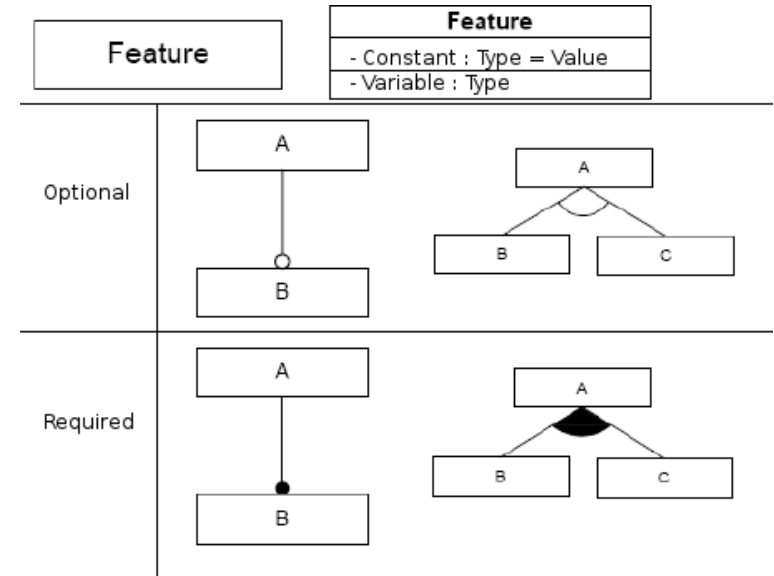 Feature
Feature
- Constant : Type = Value
- Variable : Type
Optional
A
B
A
B
C
Required
A
B
A
B
C